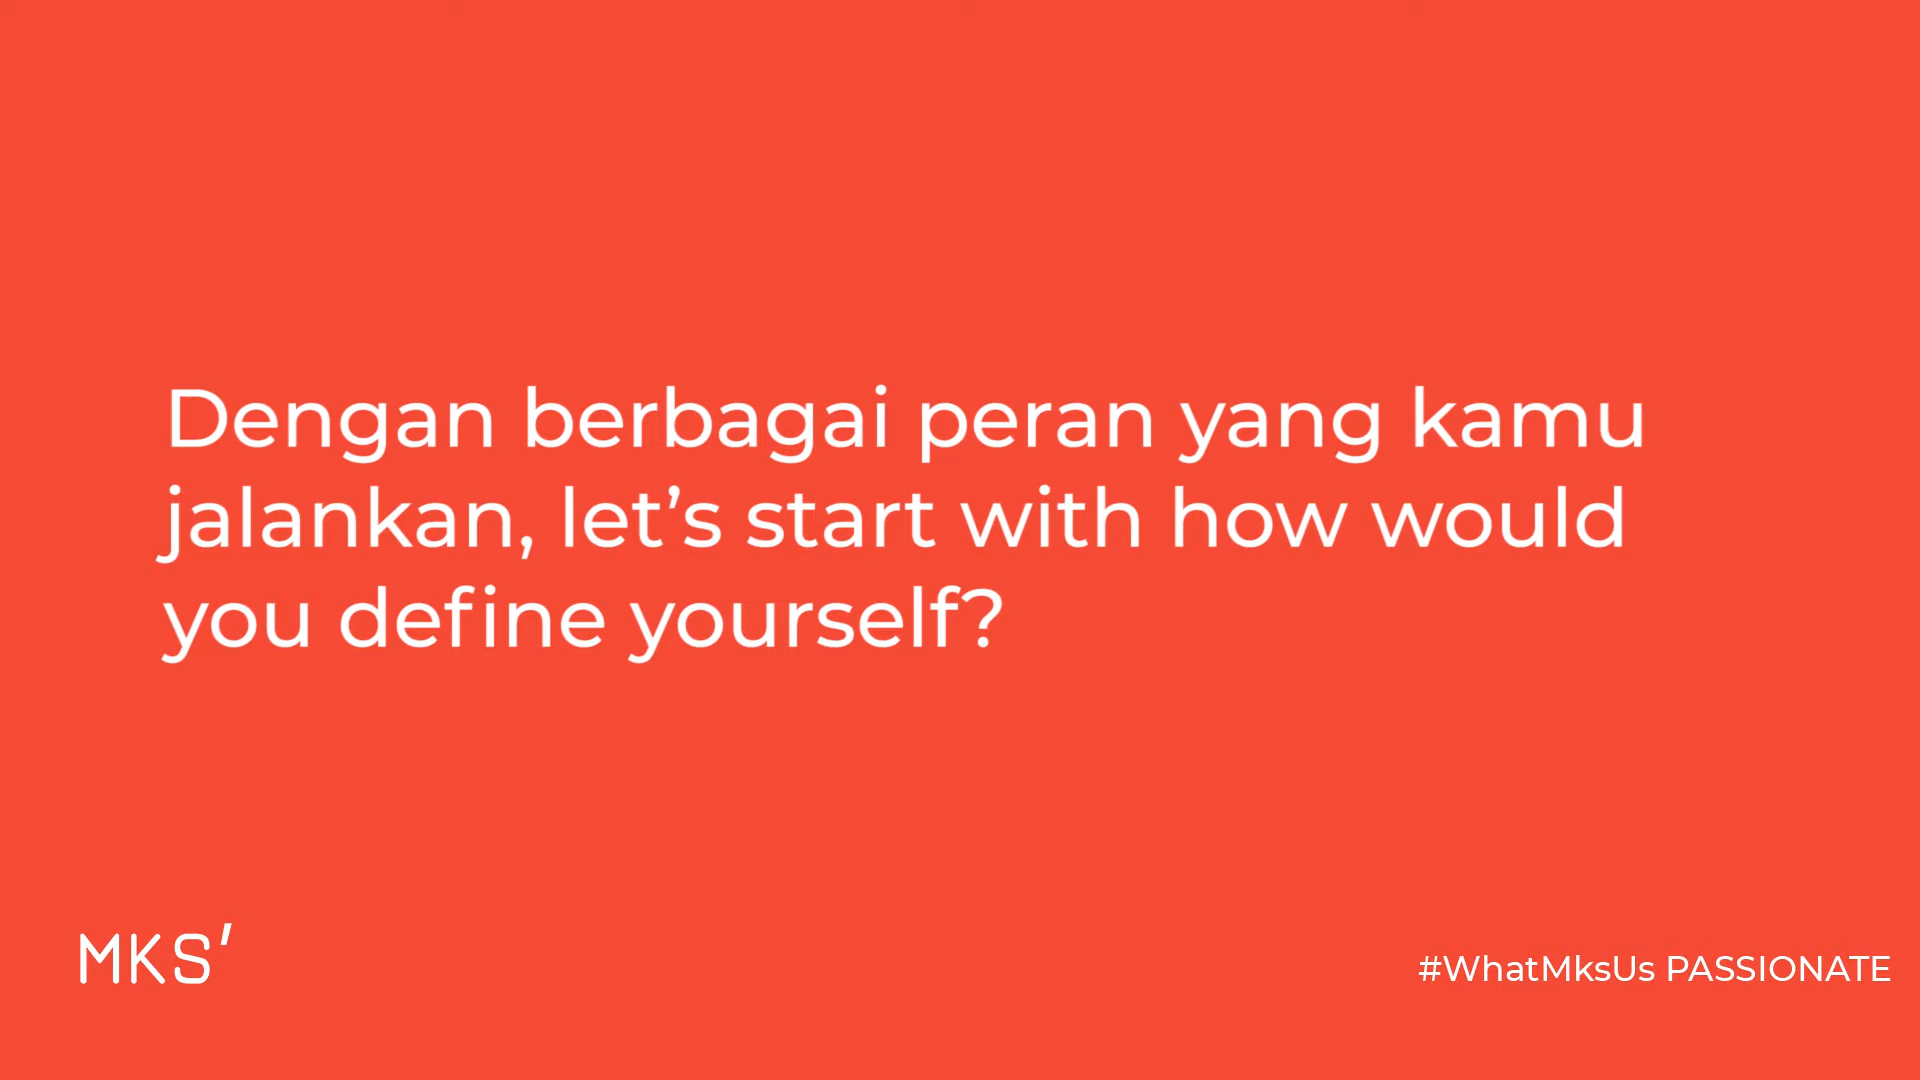 Dengan berbagai peran yang kamu
jalankan, let’s start with how would
you define yourself?
MKS'
#WhatMksUs PASSIONATE